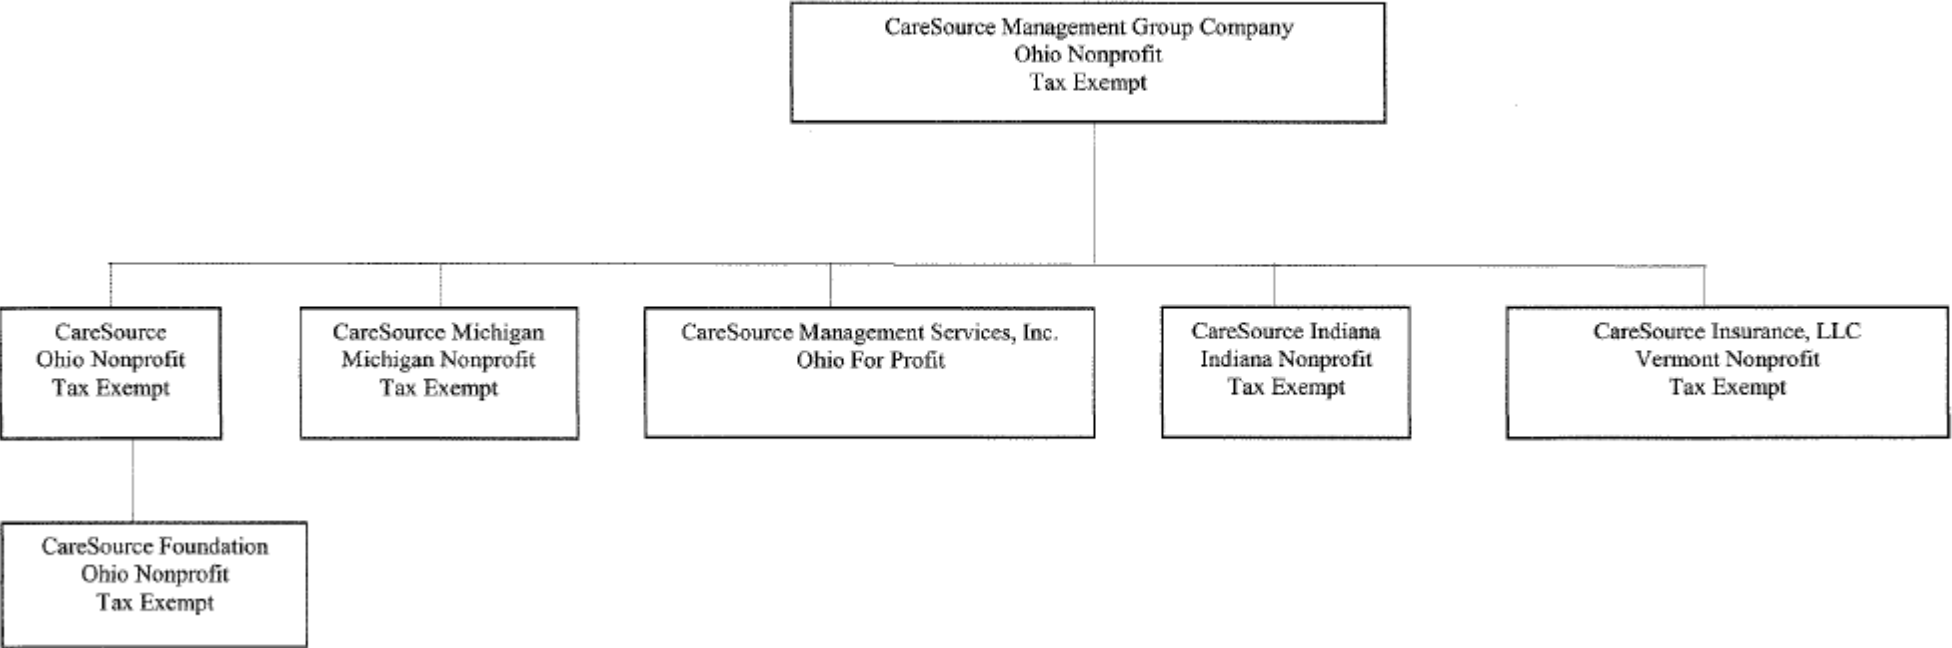 CareSource Management Group Company
Ohio Nonprofit
Tax Exempt
CareSource
Ohio Nonprofit
Tax Exempt
CareSource Michigan
Michigan Nonprofit
Tax Exempt
CareSource Management Services, Inc.
Ohio For Profit
CareSource Indiana
Indiana Nonprofit
Tax Exempt
CareSource Insurance, LLC
Vermont Nonprofit
Tax Exempt
CareSource Foundation
Ohio Nonprofit
Tax Exempt